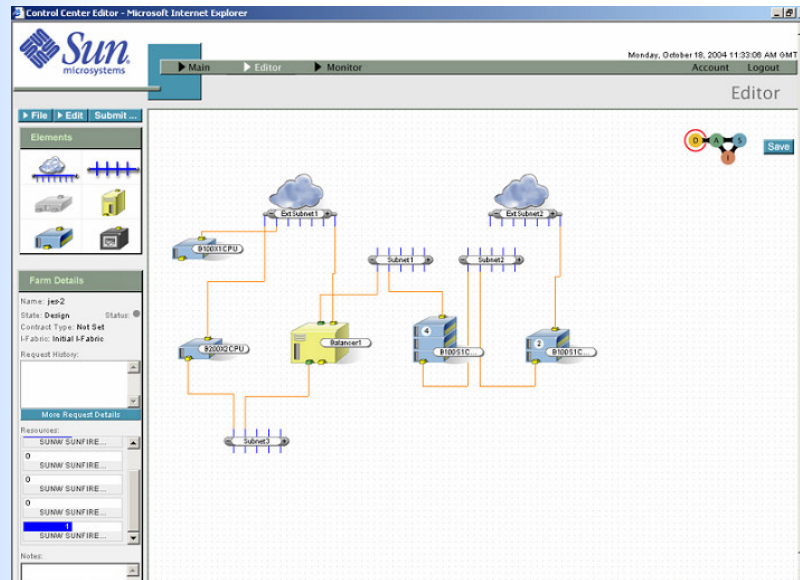 Control Center Editor - Microsoft Internet Explorer
Sun
microsystems
Monday, October 18, 2004 11:33:06 AM GMT
Main
Editor
Monitor
Account
Logout
Editor
File
Edit
Submit ...
Elements
D
A
S
I
Save
Ext Subnet1
Ext Subnet2
B100X1CPU
Subnet1
Subnet2
Farm Details
Name: jes-2
State: Design
Status:
Contract Type: Not Set
I-Fabric: Initial I-Fabric
Request History:
4
2
Balancer1
B200X2CPU
B100S1C...
B100S1C...
More Request Details
Resources:
SUNW SUNFIRE...
0
SUNW SUNFIRE...
0
SUNW SUNFIRE...
0
SUNW SUNFIRE...
1
SUNW SUNFIRE...
Subnet3
Notes: